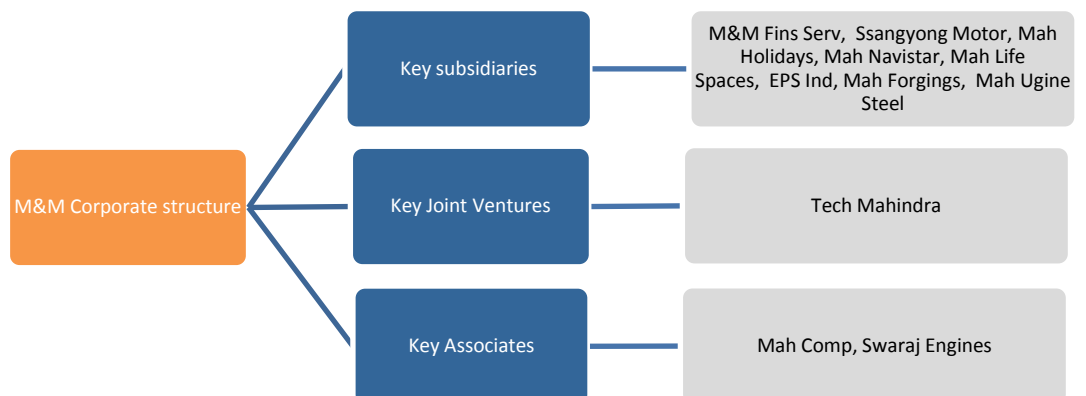 M&M Corporate structure
Key subsidiaries
M&M Fins Serv, Ssangyong Motor, Mah
Holidays, Mah Navistar, Mah Life
Spaces, EPS Ind, Mah Forgings, Mah Ugine
Steel
Key Joint Ventures
Tech Mahindra
Key Associates
Mah Comp, Swaraj Engines